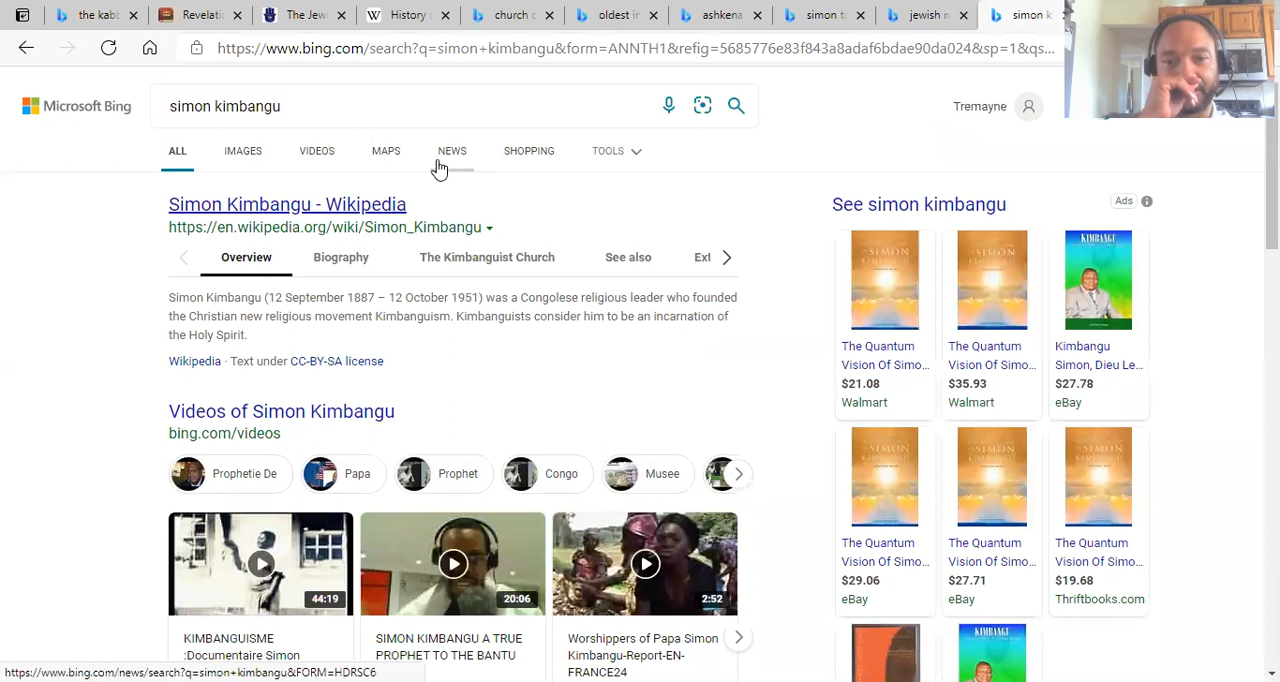 the kabb
Revelati
The Jew
History
church c
oldest in
ashkena
simon ta
jewish n
simon k
https://www.bing.com/search?q=simon+kimbangu&form=ANNTH1&refig=5685776e83f843a8adaf6bdae90da024&sp=1&qs...
Microsoft Bing
simon kimbangu
Tremayne
ALL IMAGES VIDEOS MAPS NEWS SHOPPING TOOLS
Simon Kimbangu - Wikipedia
https://en.wikipedia.org/wiki/Simon_Kimbangu
Overview Biography The Kimbanguist Church See also Ext
Simon Kimbangu (12 September 1887 – 12 October 1951) was a Congolese religious leader who founded
the Christian new religious movement Kimbanguism. Kimbanguists consider him to be an incarnation of
the Holy Spirit.
Wikipedia · Text under CC-BY-SA license
Videos of Simon Kimbangu
bing.com/videos
Prophetie De Papa Prophet Congo Musee
44:19
20:06
2:52
KIMBANGUISME
:Documentaire Simon
SIMON KIMBANGU A TRUE
PROPHET TO THE BANTU
Worshippers of Papa Simon
Kimbangu-Report-EN-
FRANCE24
See simon kimbangu
Ads
KIMBANGU
The Quantum
Vision Of Simo...
$21.08
Walmart
The Quantum
Vision Of Simo...
$35.93
Walmart
Kimbangu
Simon, Dieu Le...
$27.78
eBay
The Quantum
Vision Of Simo...
$29.06
eBay
The Quantum
Vision Of Simo...
$27.71
eBay
The Quantum
Vision Of Simo...
$19.68
Thriftbooks.com
KIMBANGU
https://www.bing.com/news/search?q=simon+kimbangu&FORM=HDRSC6